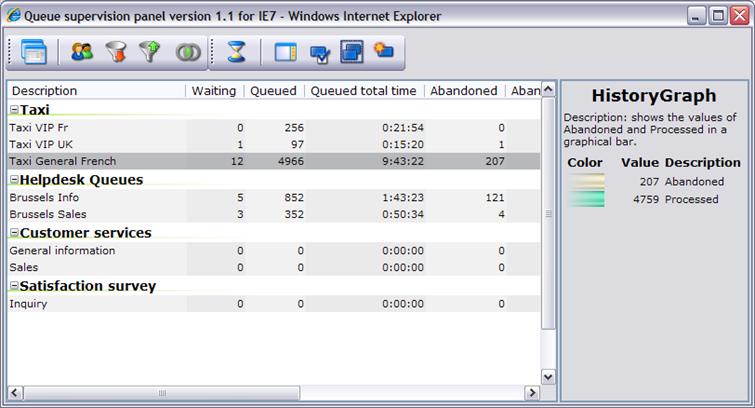 Queue supervision panel version 1.1 for IE7 - Windows Internet Explorer
Description Waiting Queued Queued total time Abandoned Aban
Taxi
Taxi VIP Fr 0 256 0:21:54 0
Taxi VIP UK 1 97 0:15:20 1
Taxi General French 12 4966 9:43:22 207
Helpdesk Queues
Brussels Info 5 852 1:43:23 121
Brussels Sales 3 352 0:50:34 4
Customer services
General information 0 0 0:00:00 0
Sales 0 0 0:00:00 0
Satisfaction survey
Inquiry 0 0 0:00:00 0
HistoryGraph
Description: shows the values of
Abandoned and Processed in a
graphical bar.
Color Value Description
207 Abandoned
4759 Processed